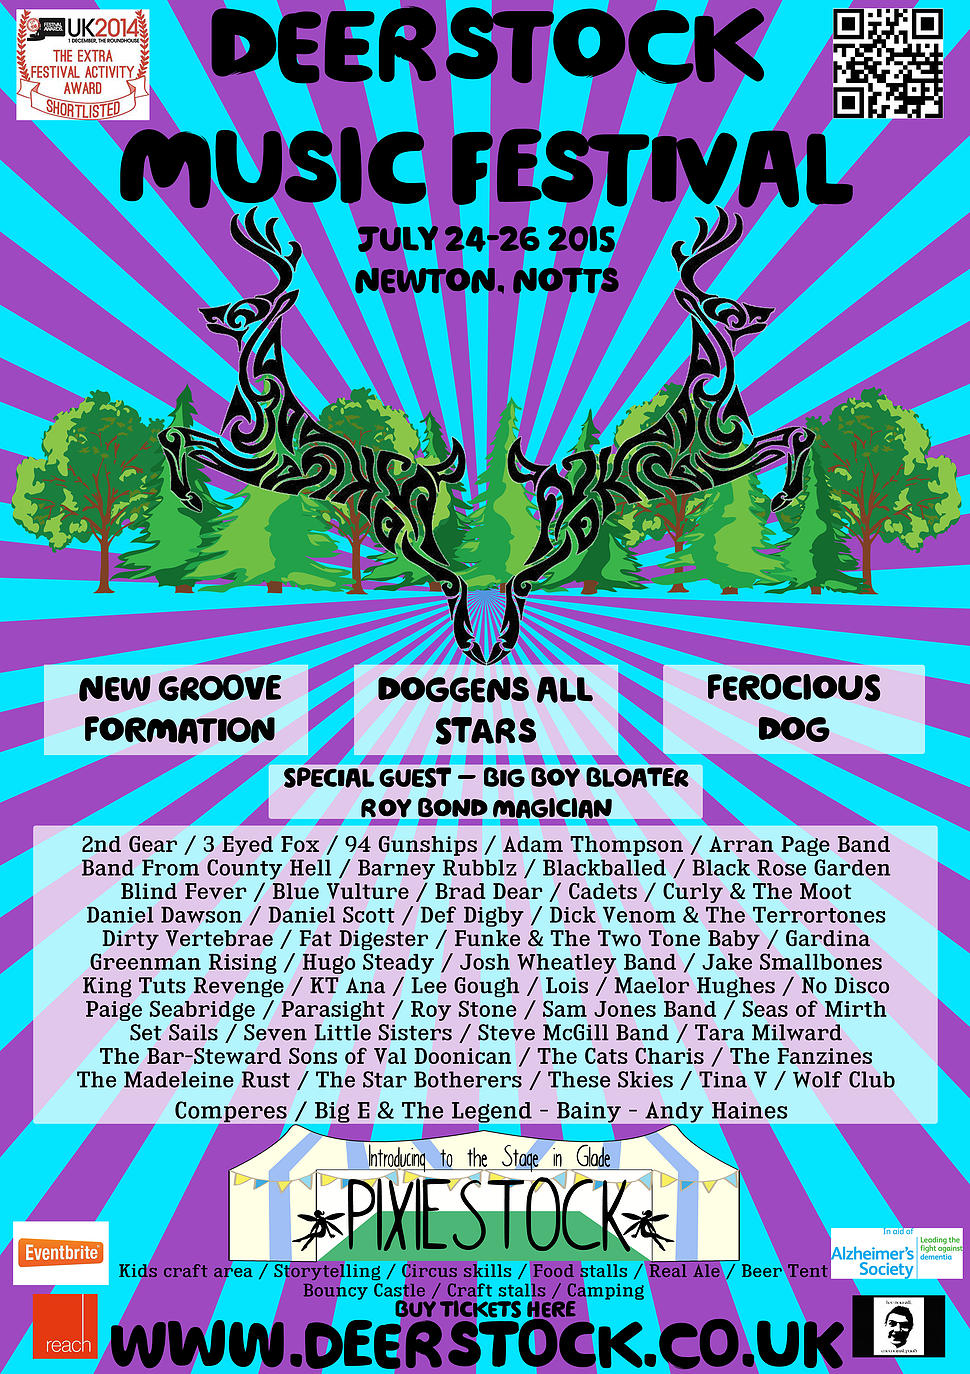 FESTIVAL AWARDS UK2014
1 DECEMBER, THE ROUNDHOUSE
THE EXTRA
FESTIVAL ACTIVITY
AWARD
SHORTLISTED
DEERSTOCK
MUSIC FESTIVAL
JULY 24-26 2015
NEWTON, NOTTS
NEW GROOVE
FORMATION
DOGGENS ALL
STARS
FEROCIOUS
DOG
SPECIAL GUEST – BIG BOY BLOATER
ROY BOND MAGICIAN
2nd Gear / 3 Eyed Fox / 94 Gunships / Adam Thompson / Arran Page Band
Band From County Hell / Barney Rubblz / Blackballed / Black Rose Garden
Blind Fever / Blue Vulture / Brad Dear / Cadets / Curly & The Moot
Daniel Dawson / Daniel Scott / Def Digby / Dick Venom & The Terrortones
Dirty Vertebrae / Fat Digester / Funke & The Two Tone Baby / Gardina
Greenman Rising / Hugo Steady / Josh Wheatley Band / Jake Smallbones
King Tuts Revenge / KT Ana / Lee Gough / Lois / Maelor Hughes / No Disco
Paige Seabridge / Parasight / Roy Stone / Sam Jones Band / Seas of Mirth
Set Sails / Seven Little Sisters / Steve McGill Band / Tara Milward
The Bar-Steward Sons of Val Doonican / The Cats Charis / The Fanzines
The Madeleine Rust / The Star Botherers / These Skies / Tina V / Wolf Club
Comperes / Big E & The Legend - Bainy - Andy Haines
Introducing to the Stage in Glade
PIXIESTOCK
Kids craft area / Storytelling / Circus skills / Food stalls / Real Ale / Beer Tent
Bouncy Castle / Craft stalls / Camping
BUY TICKETS HERE
WWW.DEERSTOCK.CO.UK
Eventbrite
reach
In aid of
Alzheimer's
Society
Leading the
fight against
dementia